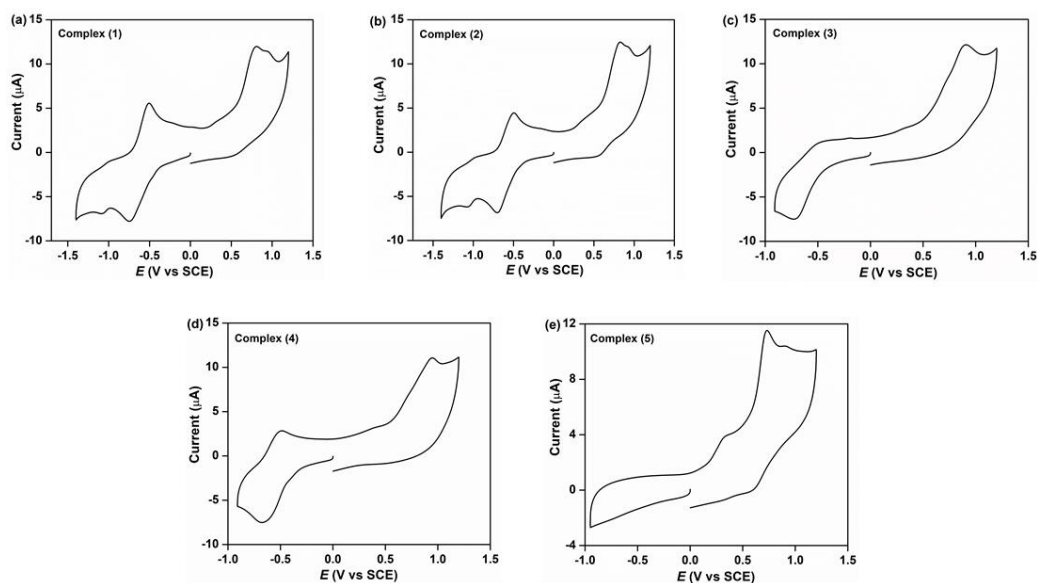 (a)
Complex (1)
Current (μA)
15
10
5
0
-5
-10
-1.5 -1.0 -0.5 0.0 0.5 1.0 1.5
E (V vs SCE)
(b)
Complex (2)
Current (μA)
15
10
5
0
-5
-10
-1.5 -1.0 -0.5 0.0 0.5 1.0 1.5
E (V vs SCE)
(c)
Complex (3)
Current (μA)
15
10
5
0
-5
-10
-1.0 -0.5 0.0 0.5 1.0 1.5
E (V vs SCE)
(d)
Complex (4)
Current (μA)
15
10
5
0
-5
-10
-1.0 -0.5 0.0 0.5 1.0 1.5
E (V vs SCE)
(e)
Complex (5)
Current (μA)
12
8
4
0
-4
-1.0 -0.5 0.0 0.5 1.0 1.5
E (V vs SCE)